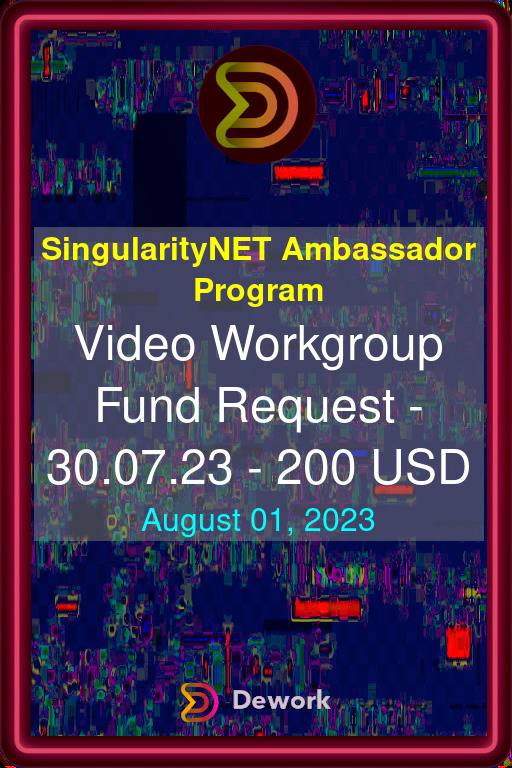 SingularityNET Ambassador
Program
Video Workgroup
Fund Request -
30.07.23 - 200 USD
August 01, 2023
Dework